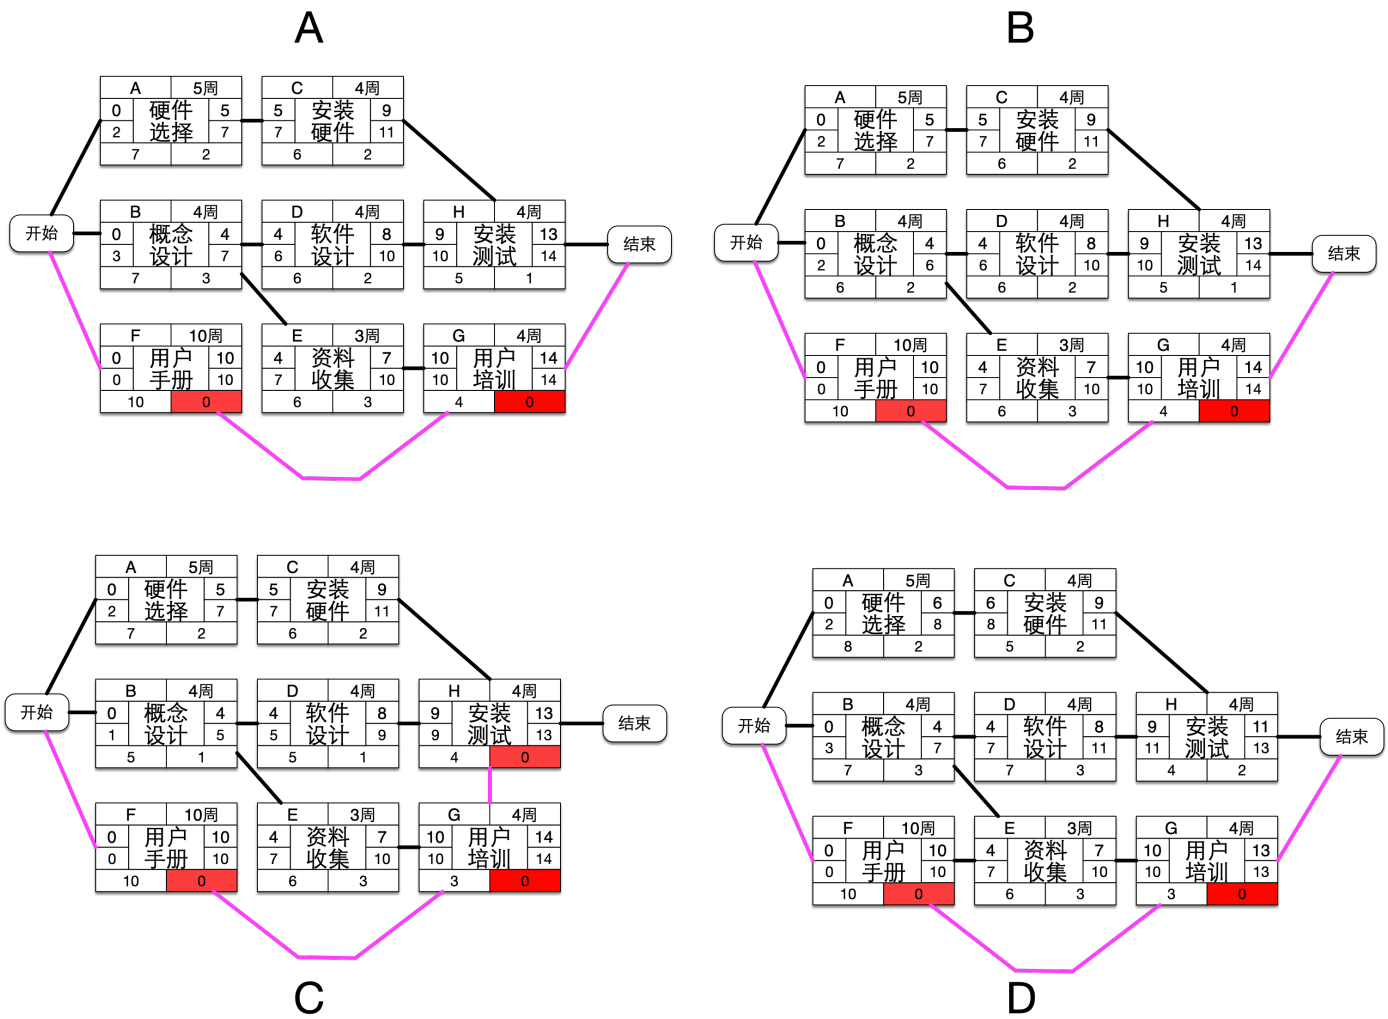 A
B
A 5周 C 4周
0 硬件 5 5 安装 9
2 选择 7 7 硬件 11
7 2 6 2
B 4周 D 4周 H 4周
开始 0 概念 4 4 软件 8 9 安装 13 结束
3 设计 7 6 设计 10 10 测试 14
7 3 6 2 5 1
F 10周 E 3周 G 4周
0 用户 10 4 资料 7 10 用户 14
0 手册 10 7 收集 10 10 培训 14
10 0 6 3 4 0
A 5周 C 4周
0 硬件 5 5 安装 9
2 选择 7 7 硬件 11
7 2 6 2
B 4周 D 4周 H 4周
开始 0 概念 4 4 软件 8 9 安装 13 结束
2 设计 6 6 设计 10 10 测试 14
6 2 6 2 5 1
F 10周 E 3周 G 4周
0 用户 10 4 资料 7 10 用户 14
0 手册 10 7 收集 10 10 培训 14
10 0 6 3 4 0
A 5周 C 4周
0 硬件 5 5 安装 9
2 选择 7 7 硬件 11
7 2 6 2
B 4周 D 4周 H 4周
开始 0 概念 4 4 软件 8 9 安装 13 结束
1 设计 5 5 设计 9 9 测试 13
5 1 5 1 4 0
F 10周 E 3周 G 4周
0 用户 10 4 资料 7 10 用户 14
0 手册 10 7 收集 10 10 培训 14
10 0 6 3 3 0
A 5周 C 4周
0 硬件 6 6 安装 9
2 选择 8 8 硬件 11
8 2 5 2
B 4周 D 4周 H 4周
开始 0 概念 4 4 软件 8 9 安装 11 结束
3 设计 7 7 设计 11 11 测试 13
7 3 7 3 4 2
F 10周 E 3周 G 4周
0 用户 10 4 资料 7 10 用户 13
0 手册 10 7 收集 10 10 培训 13
10 0 6 3 3 0
C
D